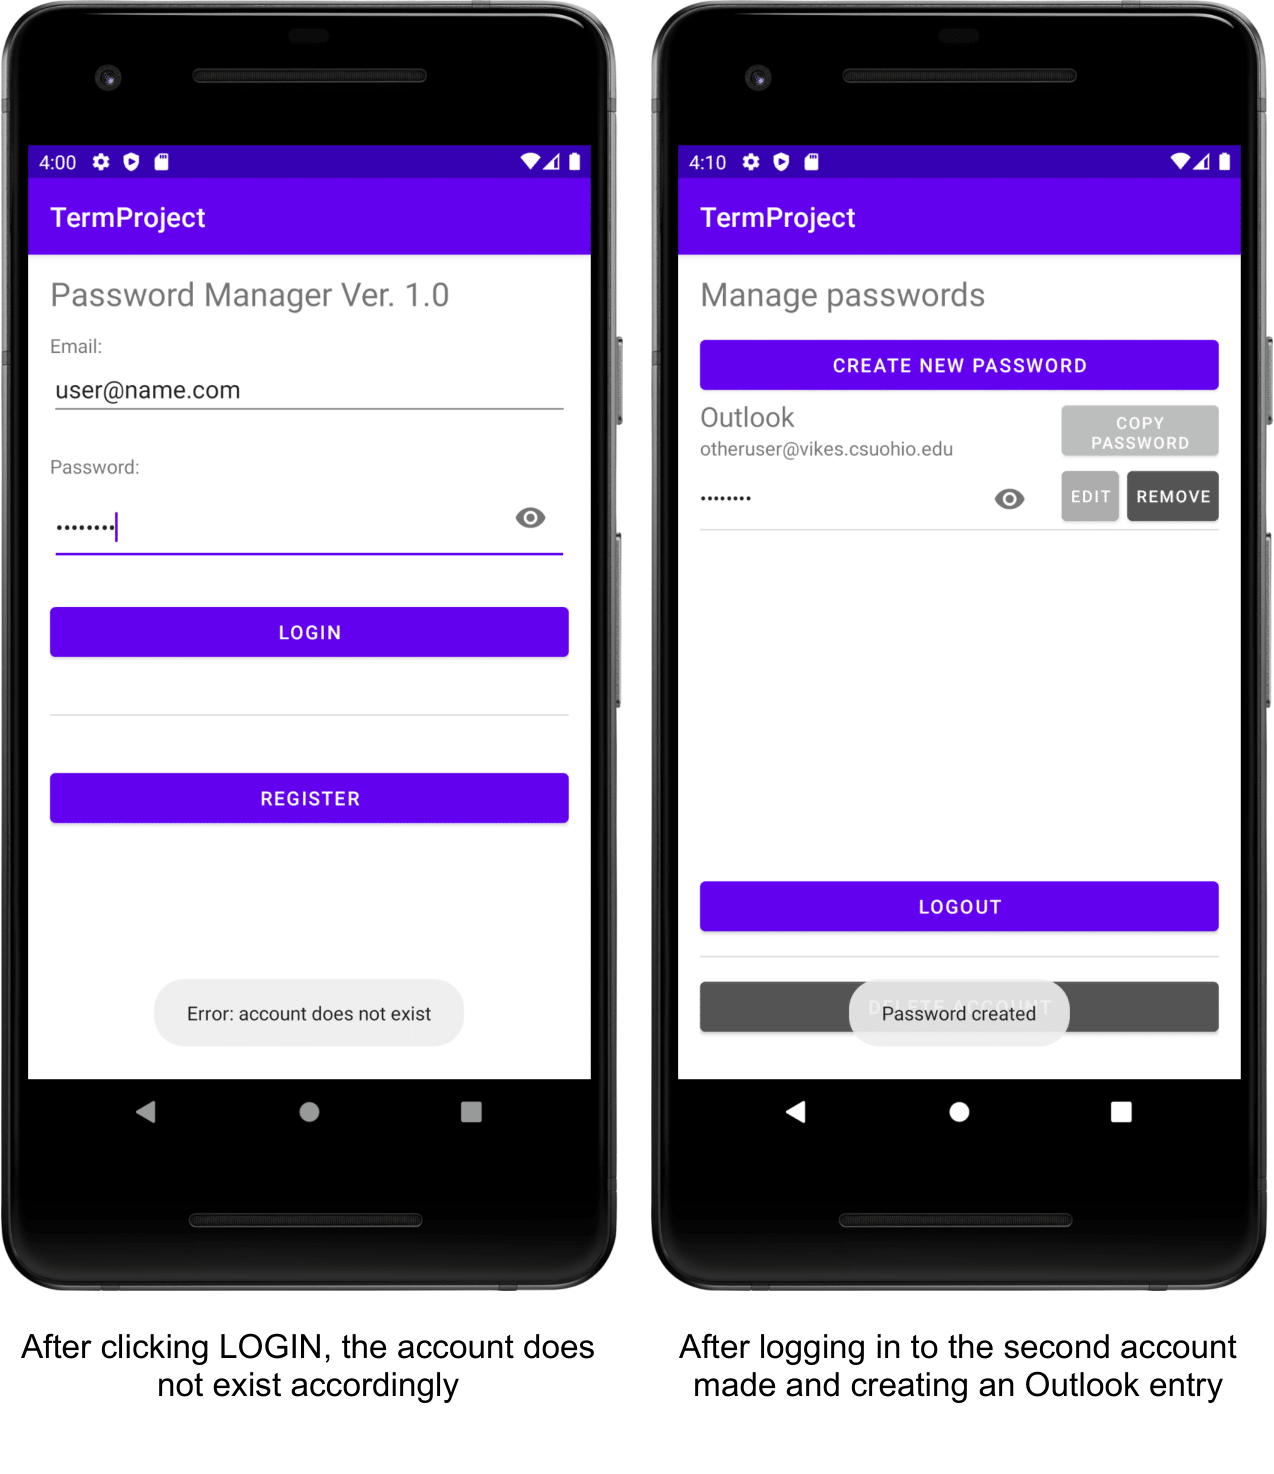 4:00
TermProject
Password Manager Ver. 1.0
Email:
user@name.com
Password:
••••••••
LOGIN
REGISTER
Error: account does not exist
After clicking LOGIN, the account does
not exist accordingly
4:10
TermProject
Manage passwords
CREATE NEW PASSWORD
Outlook
otheruser@vikes.csuohio.edu
COPY
PASSWORD
••••••••
EDIT
REMOVE
LOGOUT
DELETE ACCOUNT
Password created
After logging in to the second account
made and creating an Outlook entry